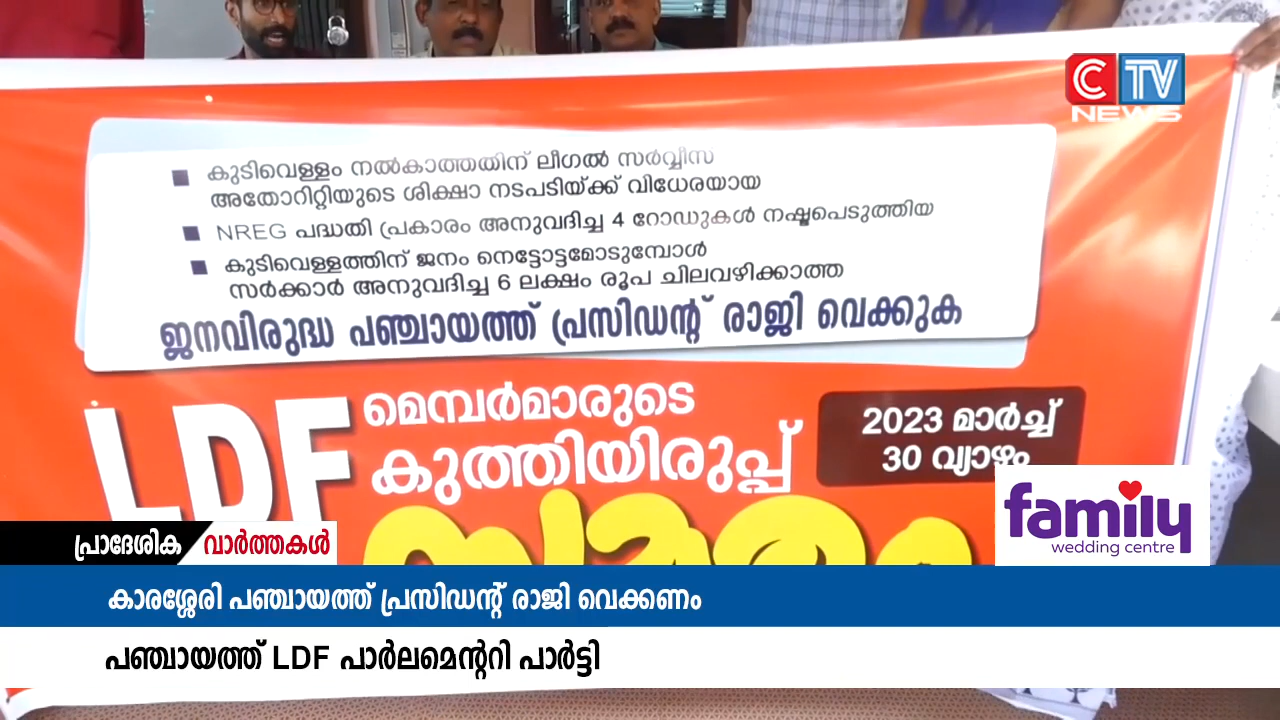 C TV
NEWS
കുടിവെള്ളം നൽകാത്തതിന് ലീഗൽ സർവ്വീസ
അതോറിറ്റിയുടെ ശിക്ഷാ നടപടിയ്ക്ക് വിധേരയായ
NREG പദ്ധതി പ്രകാരം അനുവദിച്ച 4 റോഡുകൾ നഷ്ടപെടുത്തിയ
കുടിവെള്ളത്തിന് ജനം നെട്ടോട്ടമോടുമ്പോൾ
സർക്കാർ അനുവദിച്ച 6 ലക്ഷം രൂപ ചിലവഴിക്കാത്ത
ജനവിരുദ്ധ പഞ്ചായത്ത് പ്രസിഡന്റ് രാജി വെക്കുക
LDF മെമ്പർമാരുടെ
കുത്തിയിരുപ്പ്
2023 മാർച്ച്
30 വ്യാഴം
family
wedding centre
പ്രാദേശിക വാർത്തകൾ
കാരശ്ശേരി പഞ്ചായത്ത് പ്രസിഡന്റ് രാജി വെക്കണം
പഞ്ചായത്ത് LDF പാർലമെന്ററി പാർട്ടി